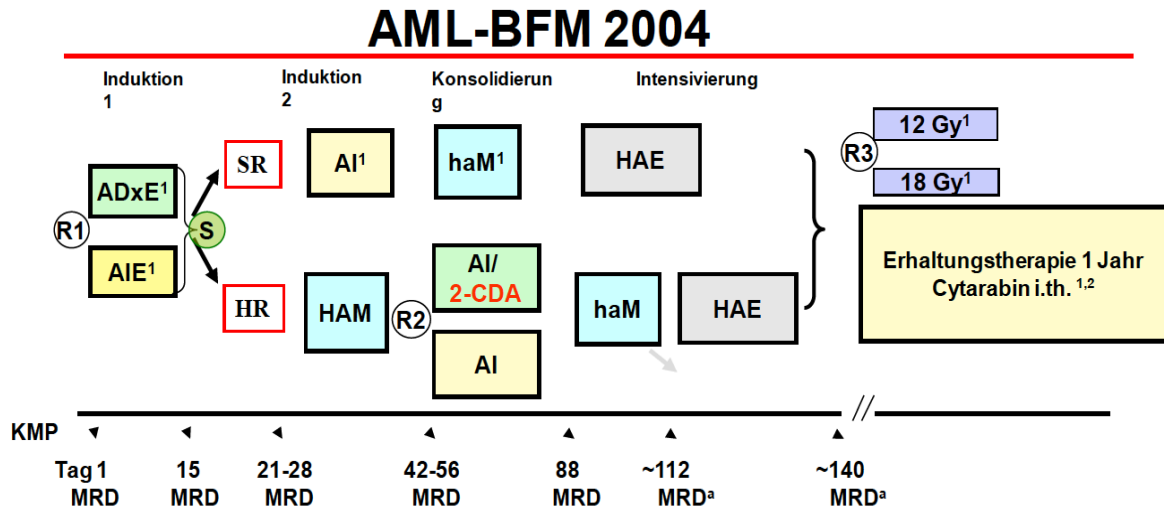 AML-BFM 2004
Induktion
1
Induktion
2
Konsolidierun
g
Intensivierung
R1
ADxE¹
AIE¹
S
SR
HR
AI¹
HAM
R2
haM¹
AI/
2-CDA
AI
HAE
haM
HAE
R3
12 Gy¹
18 Gy¹
Erhaltungstherapie 1 Jahr
Cytarabin i.th. ¹,²
KMP
Tag 1 15 21-28 42-56 88 ~112 ~140
MRD MRD MRD MRD MRD MRDª MRDª